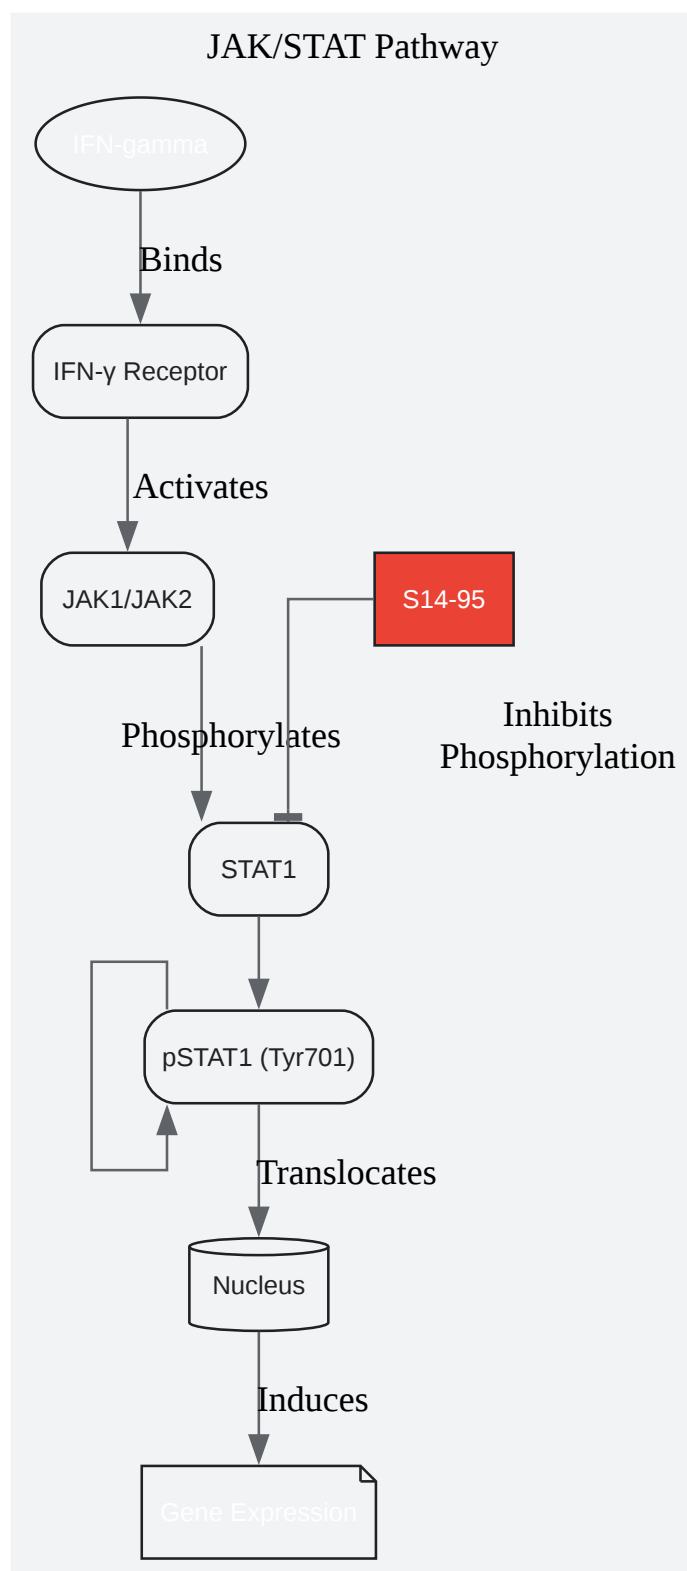 JAK/STAT Pathway
IFN-gamma
Binds
IFN-γ Receptor
Activates
JAK1/JAK2
S14-95
Phosphorylates
Inhibits
Phosphorylation
STAT1
pSTAT1 (Tyr701)
Translocates
Nucleus
Induces
Gene Expression